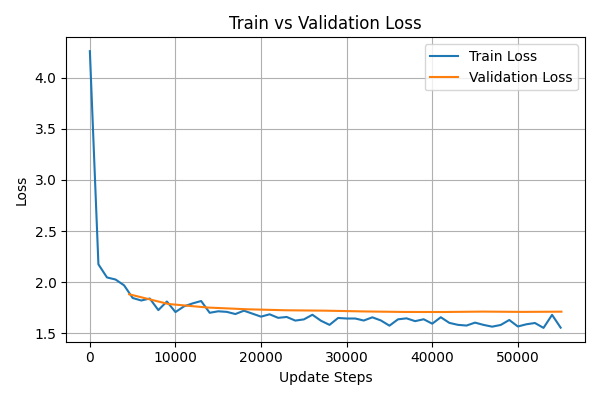 Train vs Validation Loss
Train Loss
Validation Loss
Loss
4.0
3.5
3.0
2.5
2.0
1.5
0 10000 20000 30000 40000 50000
Update Steps